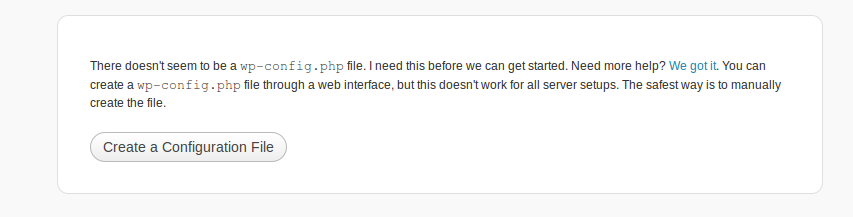 There doesn't seem to be a wp-config.php file. I need this before we can get started. Need more help? We got it. You can
create a wp-config.php file through a web interface, but this doesn't work for all server setups. The safest way is to manually
create the file.
Create a Configuration File